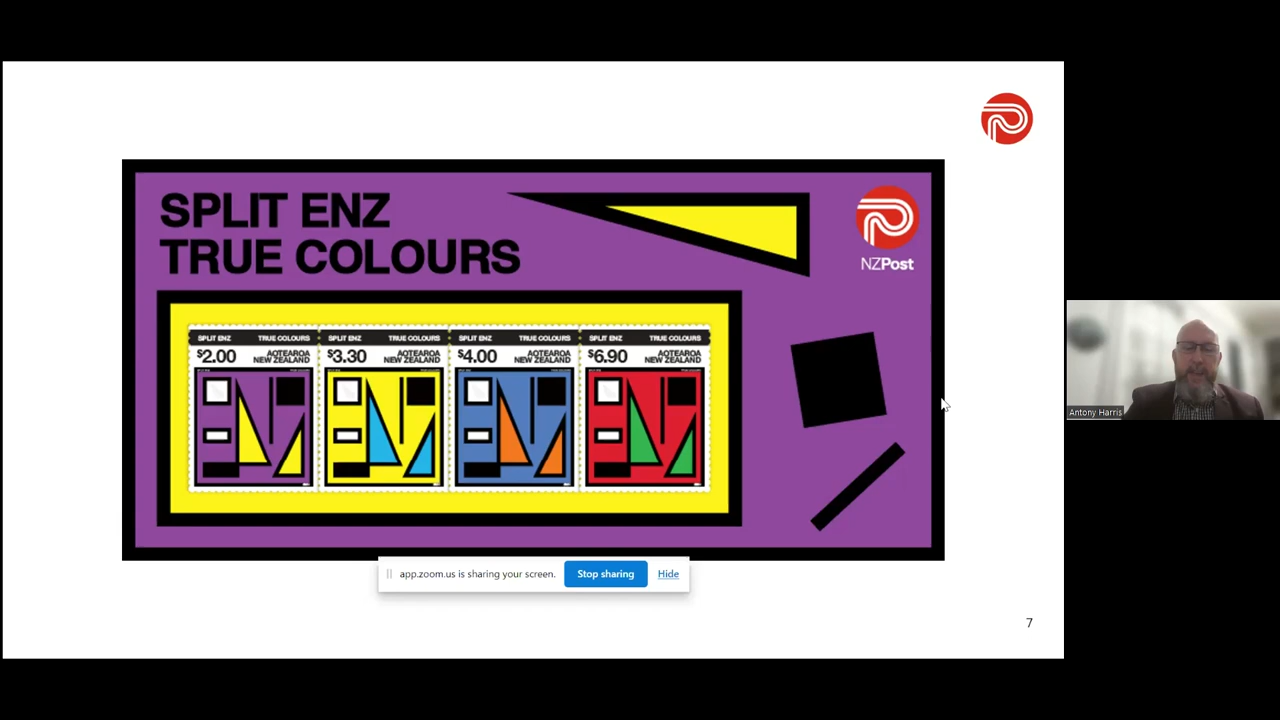 SPLIT ENZ
TRUE COLOURS
NZPost
SPLIT ENZ TRUE COLOURS
$2.00 AOTEAROA
NEW ZEALAND
SPLIT ENZ TRUE COLOURS
$3.30 AOTEAROA
NEW ZEALAND
SPLIT ENZ TRUE COLOURS
$4.00 AOTEAROA
NEW ZEALAND
SPLIT ENZ TRUE COLOURS
$6.90 AOTEAROA
NEW ZEALAND
app.zoom.us is sharing your screen. Stop sharing Hide
7
Antony Harris